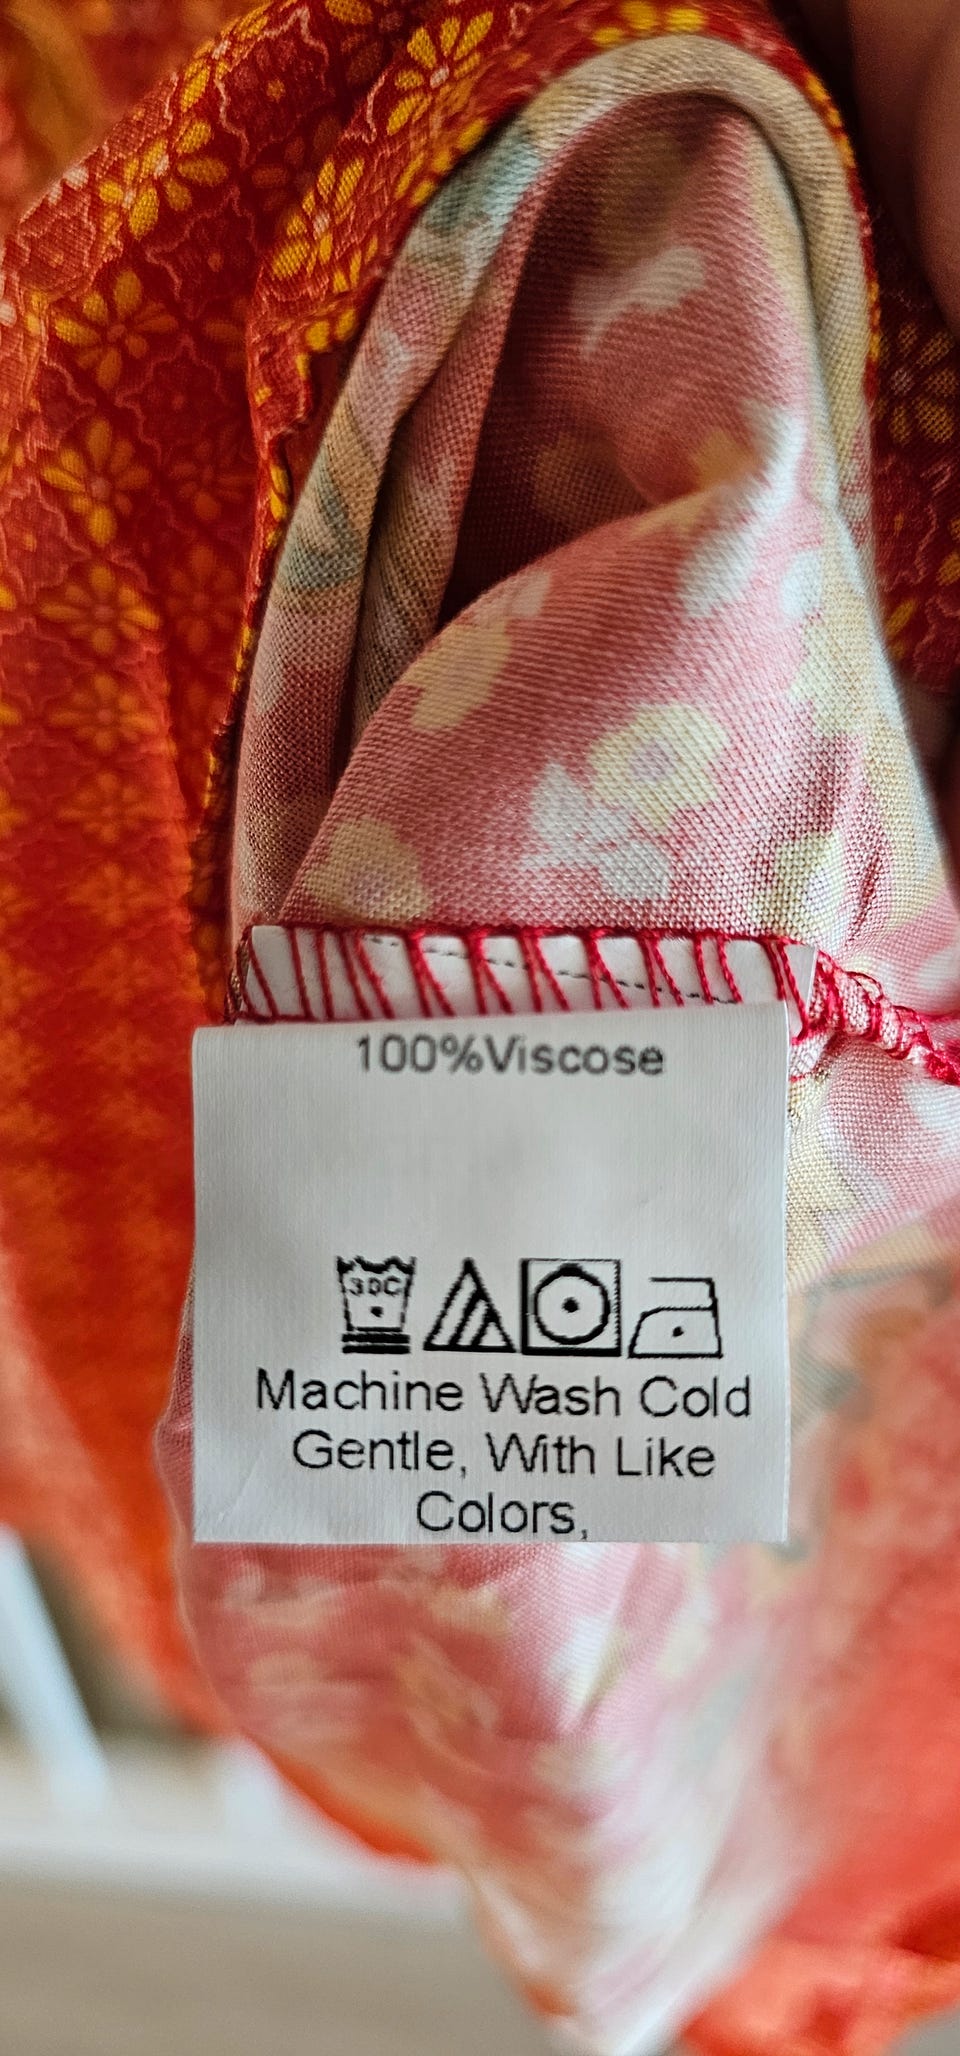 100%Viscose
30C
Machine Wash Cold
Gentle, With Like
Colors,